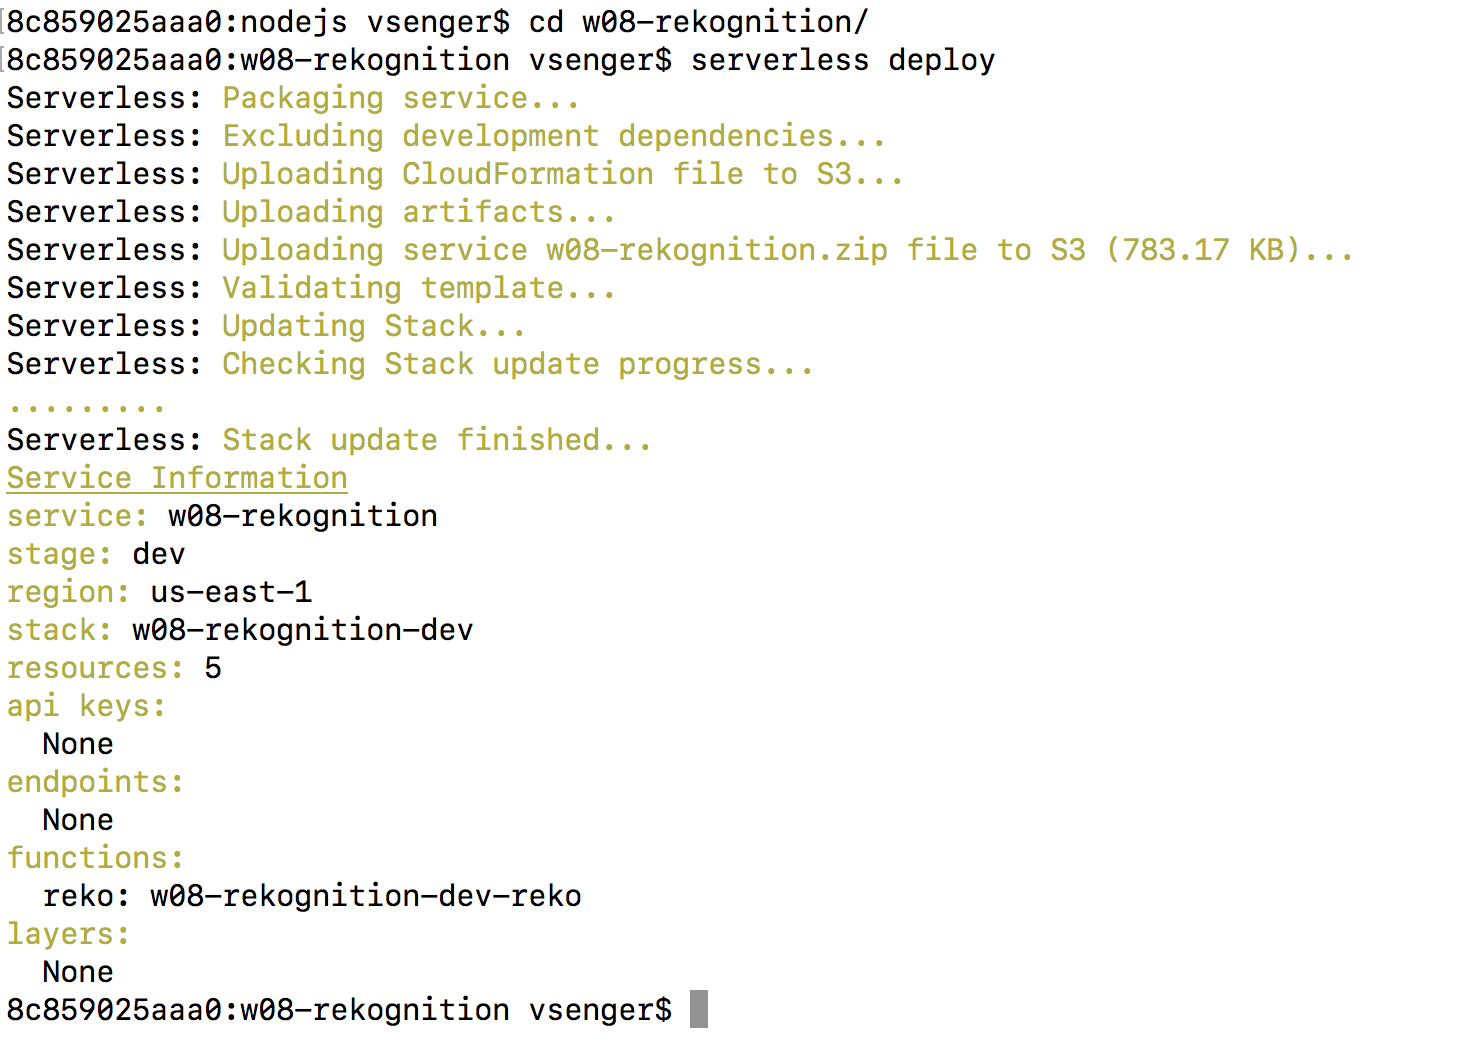 [8c859025aaa0:nodejs vsenger$ cd w08-rekognition/
[8c859025aaa0:w08-rekognition vsenger$ serverless deploy
Serverless: Packaging service...
Serverless: Excluding development dependencies...
Serverless: Uploading CloudFormation file to S3...
Serverless: Uploading artifacts...
Serverless: Uploading service w08-rekognition.zip file to S3 (783.17 KB)...
Serverless: Validating template...
Serverless: Updating Stack...
Serverless: Checking Stack update progress...
.........
Serverless: Stack update finished...
Service Information
service: w08-rekognition
stage: dev
region: us-east-1
stack: w08-rekognition-dev
resources: 5
api keys:
  None
endpoints:
  None
functions:
  reko: w08-rekognition-dev-reko
layers:
  None
8c859025aaa0:w08-rekognition vsenger$